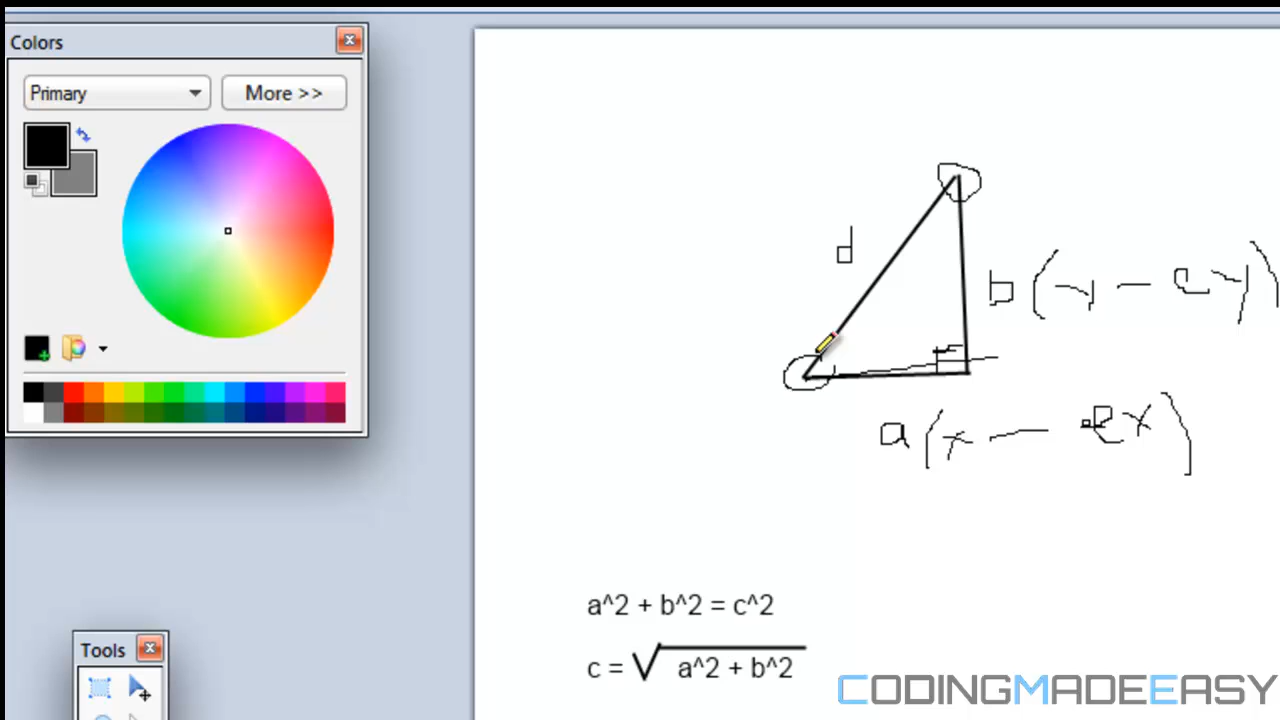 Colors
Primary
More >>
d
b (y - ey)
a (x - ex)
a^2 + b^2 = c^2
c = √ a^2 + b^2
Tools
CODINGMADEEASY